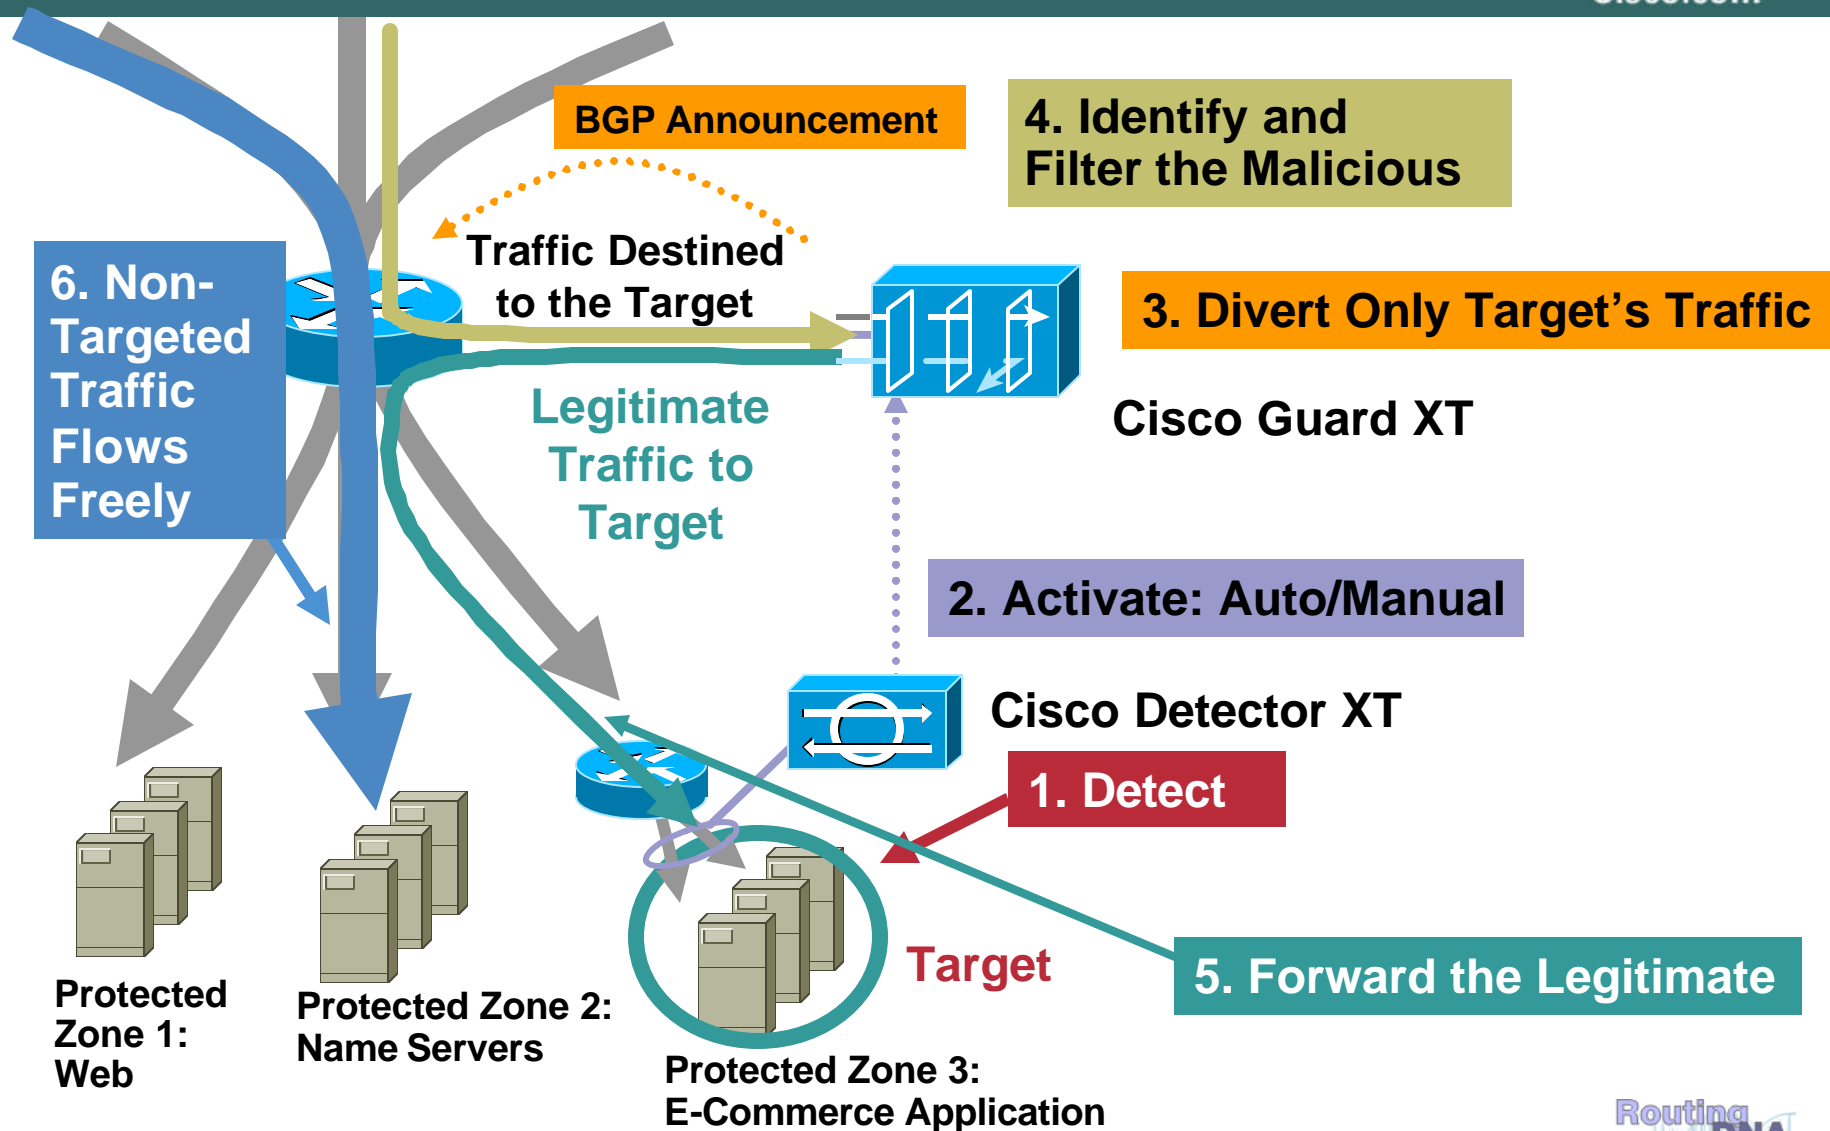 BGP Announcement
4. Identify and
Filter the Malicious
Traffic Destined
to the Target
6. Non-
Targeted
Traffic
Flows
Freely
3. Divert Only Target’s Traffic
Cisco Guard XT
Legitimate
Traffic to
Target
2. Activate: Auto/Manual
Cisco Detector XT
1. Detect
Target
5. Forward the Legitimate
Protected
Zone 1:
Web
Protected Zone 2:
Name Servers
Protected Zone 3:
E-Commerce Application
Routing